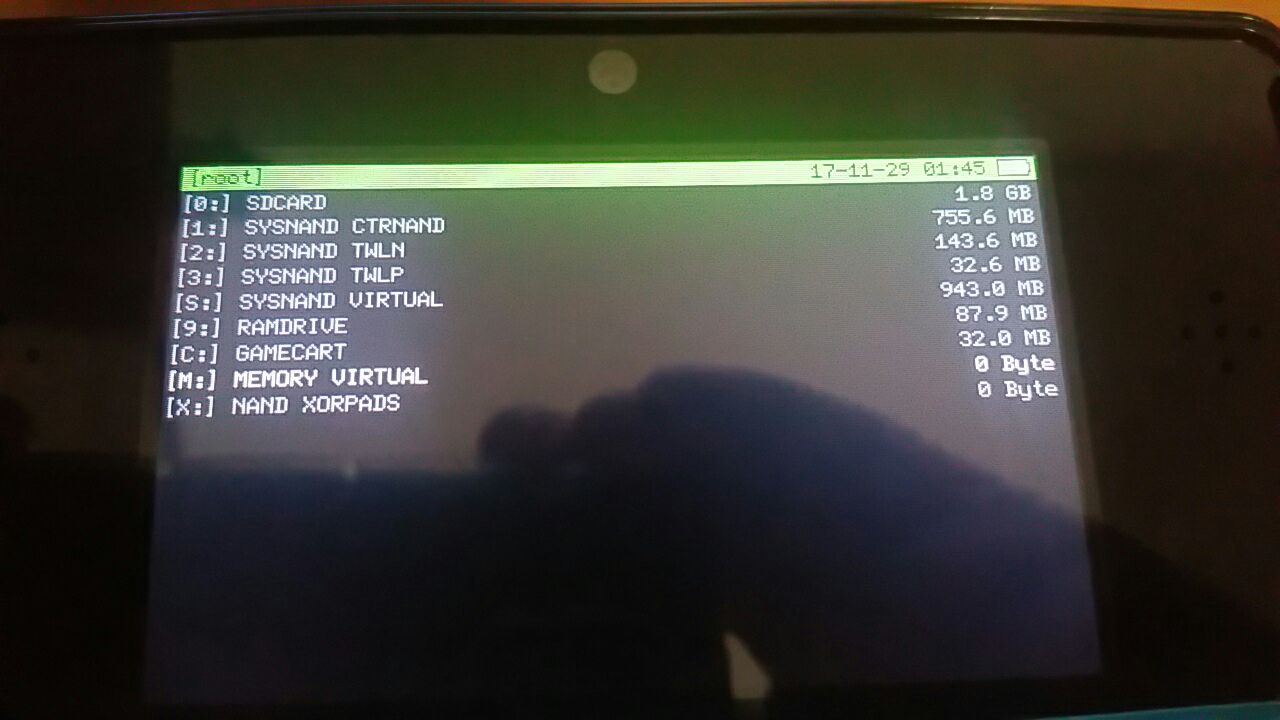 [root] 17-11-29 01:45
[0:] SDCARD 1.8 GB
[1:] SYSNAND CTRNAND 755.6 MB
[2:] SYSNAND TWLN 143.6 MB
[3:] SYSNAND TWLP 32.6 MB
[S:] SYSNAND VIRTUAL 943.0 MB
[9:] RAMDRIVE 87.9 MB
[C:] GAMECART 32.0 MB
[M:] MEMORY VIRTUAL 0 Byte
[X:] NAND XORPADS 0 Byte